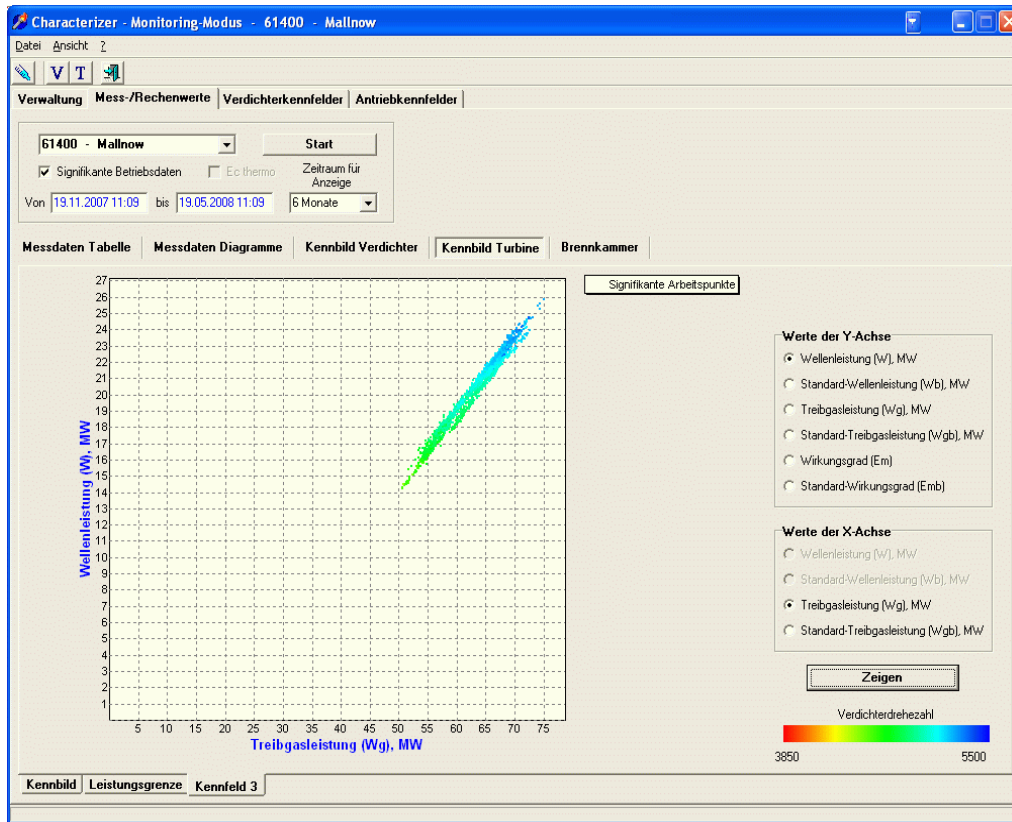 Characterizer - Monitoring-Modus - 61400 - Mallnow
Datei Ansicht ?
V T
Verwaltung Mess-/Rechenwerte Verdichterkennfelder Antriebkennfelder
61400 - Mallnow Start
Signifikante Betriebsdaten Ec thermo Zeitraum für
Anzeige
Von 19.11.2007 11:09 bis 19.05.2008 11:09 6 Monate
Messdaten Tabelle Messdaten Diagramme Kennbild Verdichter Kennbild Turbine Brennkammer
Signifikante Arbeitspunkte
27
26
25
24
23
22
21
20
19
18
17
16
15
14
13
12
11
10
9
8
7
6
5
4
3
2
1
Wellenleistung (W), MW
5 10 15 20 25 30 35 40 45 50 55 60 65 70 75
Treibgasleistung (Wg), MW
Werte der Y-Achse
Wellenleistung (W), MW
Standard-Wellenleistung (Wb), MW
Treibgasleistung (Wg), MW
Standard-Treibgasleistung (Wgb), MW
Wirkungsgrad (Em)
Standard-Wirkungsgrad (Emb)
Werte der X-Achse
Wellenleistung (W), MW
Standard-Wellenleistung (Wb), MW
Treibgasleistung (Wg), MW
Standard-Treibgasleistung (Wgb), MW
Zeigen
Verdichterdrehezahl
3850 5500
Kennbild Leistungsgrenze Kennfeld 3